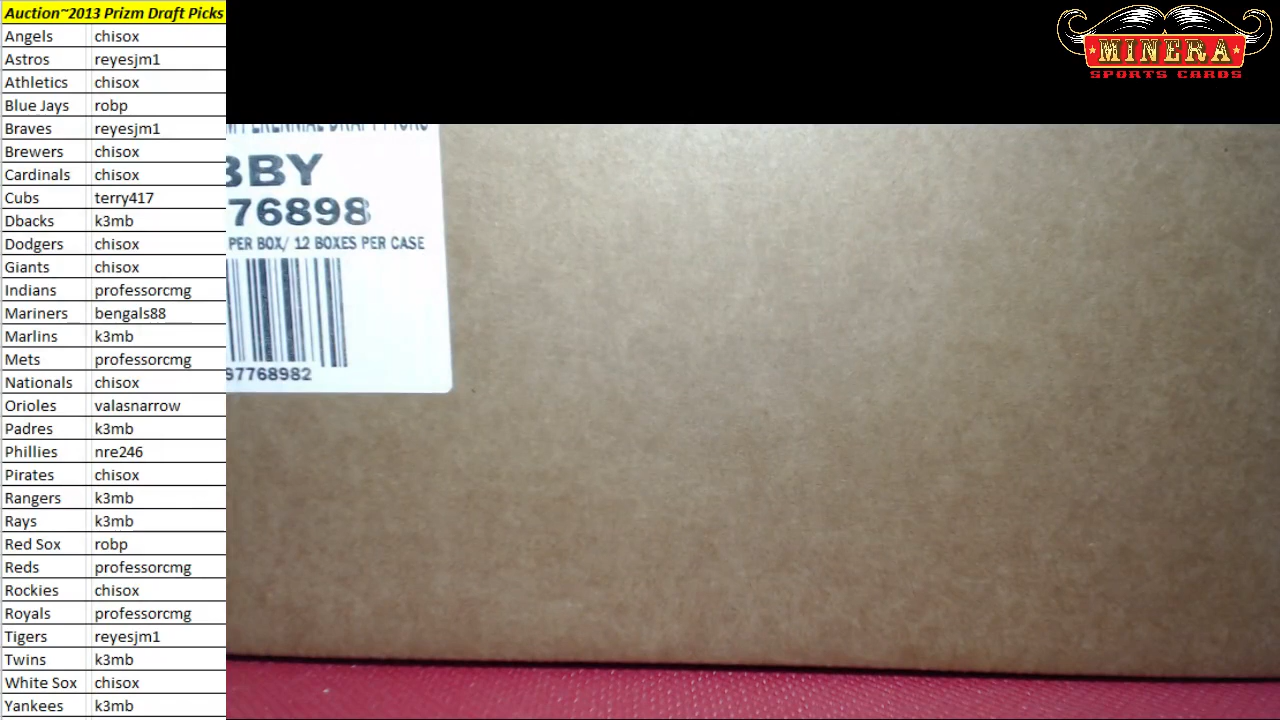 Auction~2013 Prizm Draft Picks
Angels chisox
Astros reyesjm1
Athletics chisox
Blue Jays robp
Braves reyesjm1
Brewers chisox
Cardinals chisox
Cubs terry417
Dbacks k3mb
Dodgers chisox
Giants chisox
Indians professorcmg
Mariners bengals88
Marlins k3mb
Mets professorcmg
Nationals chisox
Orioles valasnarrow
Padres k3mb
Phillies nre246
Pirates chisox
Rangers k3mb
Rays k3mb
Red Sox robp
Reds professorcmg
Rockies chisox
Royals professorcmg
Tigers reyesjm1
Twins k3mb
White Sox chisox
Yankees k3mb
MINERA
SPORTS CARDS
PERENNIAL DRAFT PICKS
BBY
76898
PER BOX/ 12 BOXES PER CASE
97768982